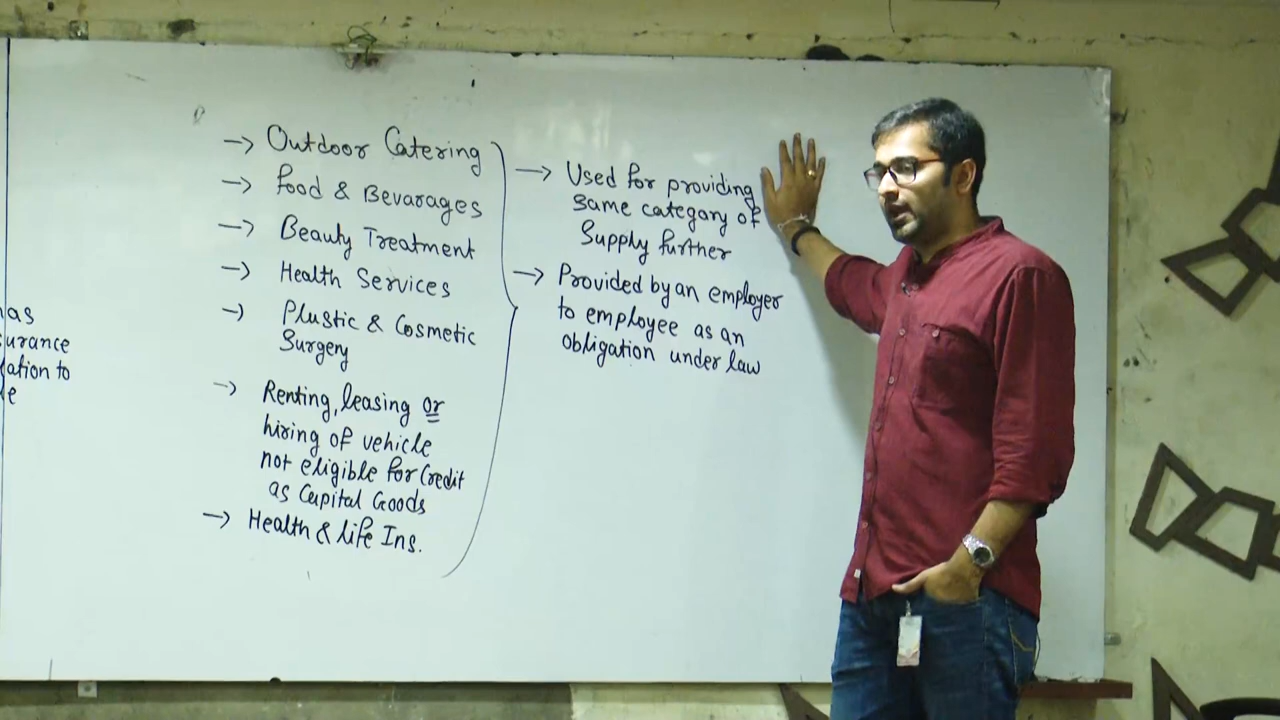 as
urance
ation to
e
→ Outdoor Catering
→ Food & Bevarages
→ Beauty Treatment
→ Health Services
→ Plustic & Cosmetic
Surgery
→ Renting, leasing or
hiring of vehicle
not eligible for Credit
as Capital Goods
→ Health & life Ins.
→ Used for providing
same category of
Supply further
→ Provided by an employer
to employee as an
obligation under law